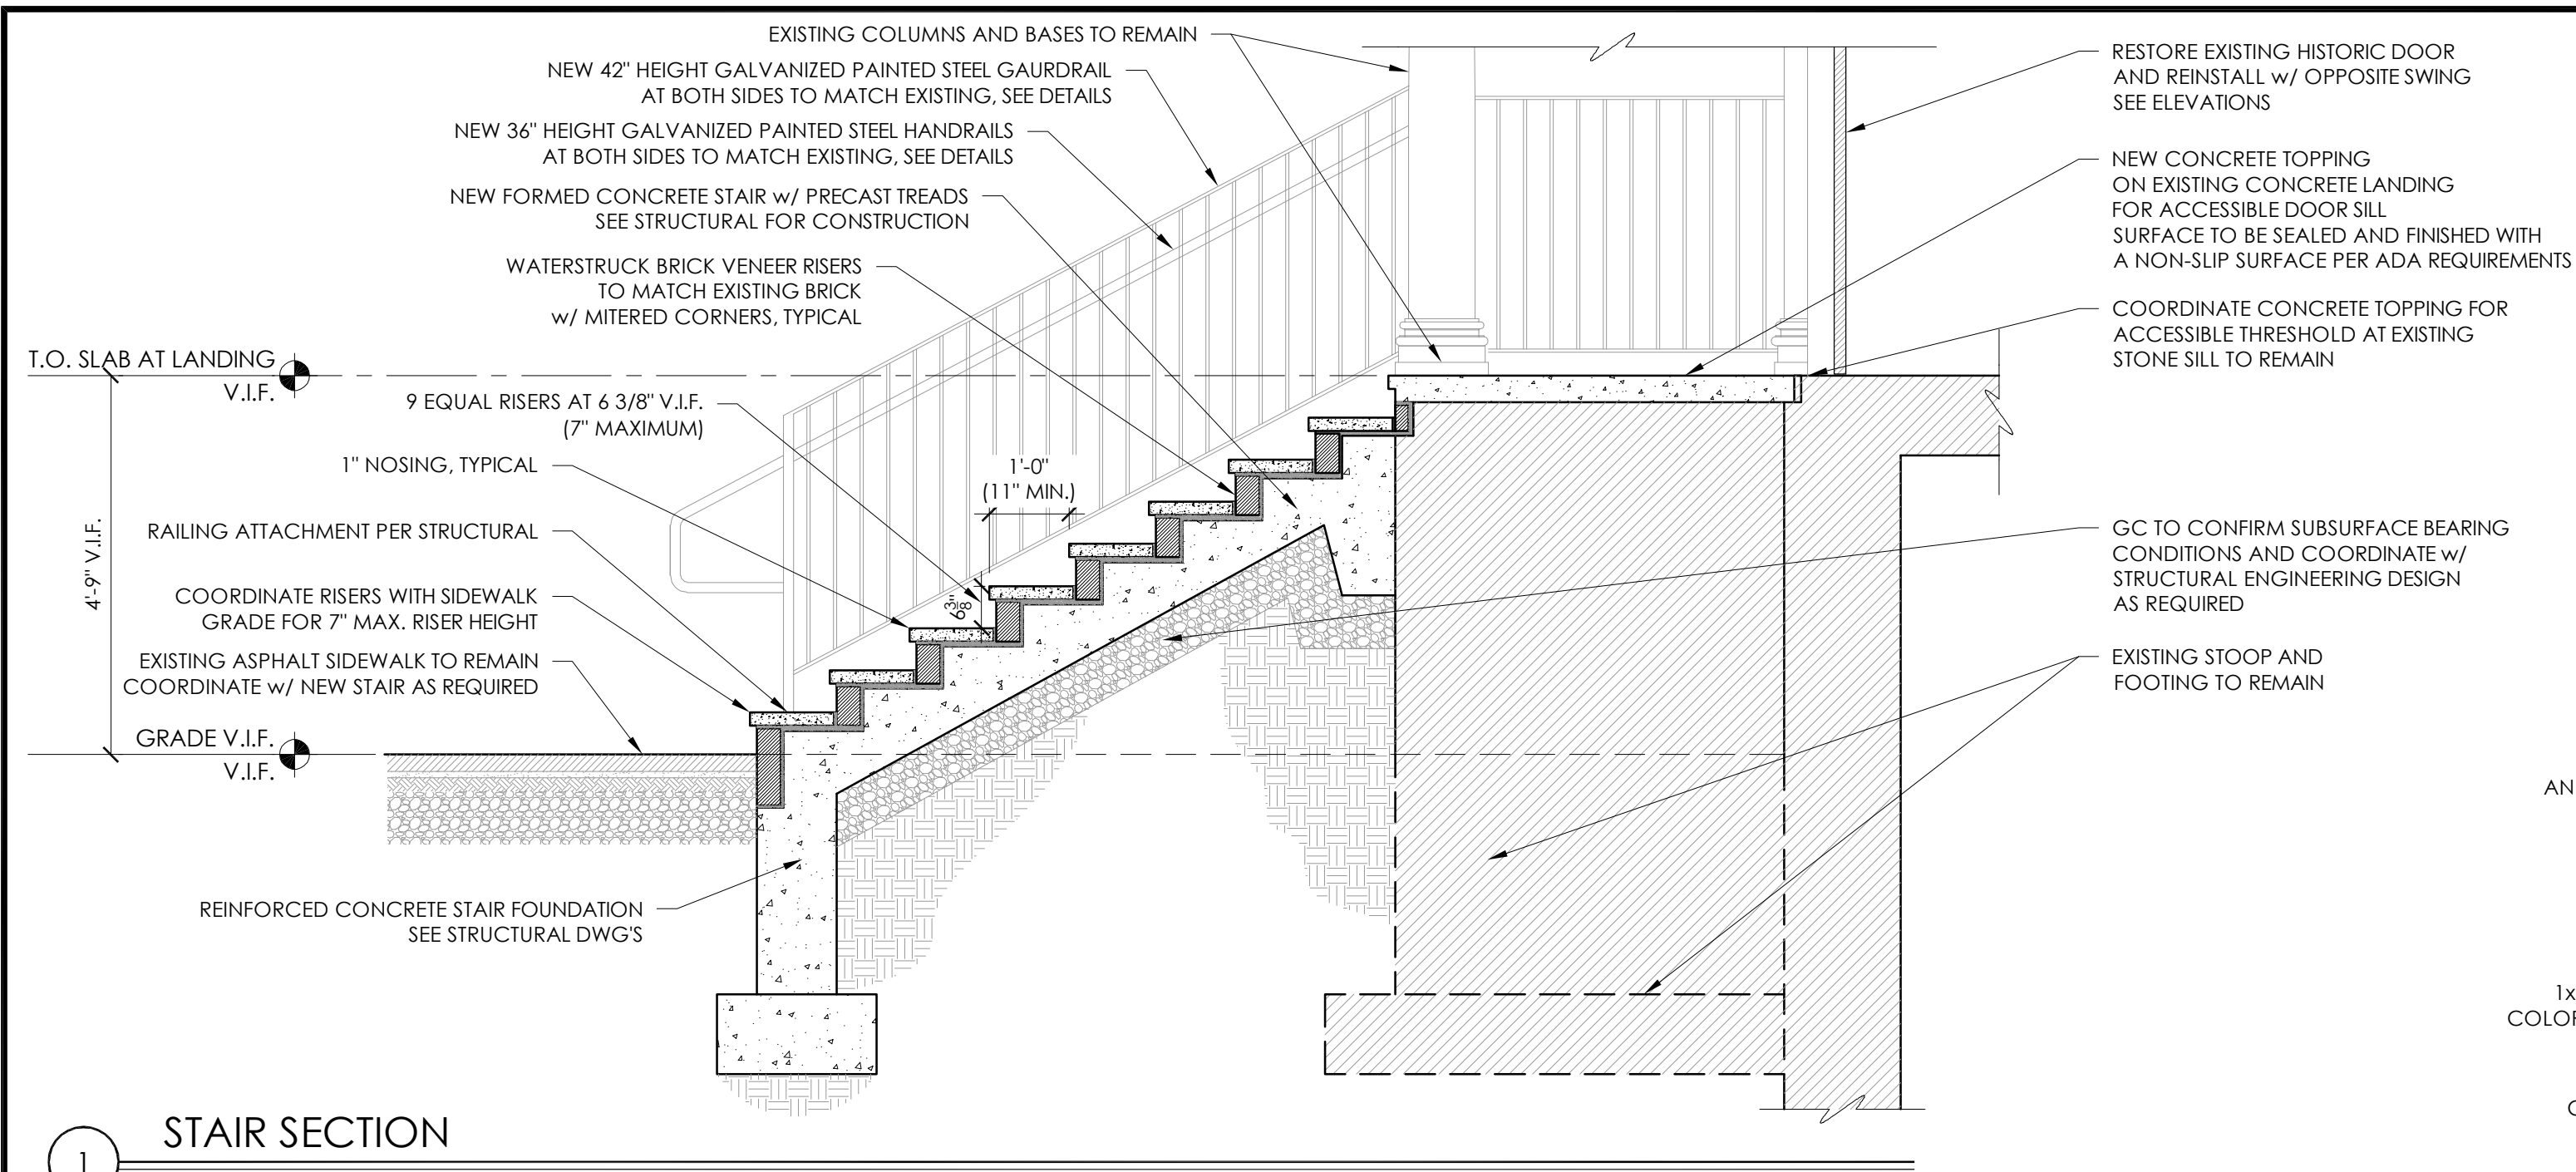 EXISTING COLUMNS AND BASES TO REMAIN
NEW 42" HEIGHT GALVANIZED PAINTED STEEL GAURDRAIL
AT BOTH SIDES TO MATCH EXISTING, SEE DETAILS
NEW 36" HEIGHT GALVANIZED PAINTED STEEL HANDRAILS
AT BOTH SIDES TO MATCH EXISTING, SEE DETAILS
NEW FORMED CONCRETE STAIR w/ PRECAST TREADS
SEE STRUCTURAL FOR CONSTRUCTION
WATERSTRUCK BRICK VENEER RISERS
TO MATCH EXISTING BRICK
w/ MITERED CORNERS, TYPICAL
T.O. SLAB AT LANDING
V.I.F.
9 EQUAL RISERS AT 6 3/8" V.I.F.
(7" MAXIMUM)
1'-0"
(11" MIN.)
1" NOSING, TYPICAL
4'-9" V.I.F.
RAILING ATTACHMENT PER STRUCTURAL
6 3/8"
COORDINATE RISERS WITH SIDEWALK
GRADE FOR 7" MAX. RISER HEIGHT
EXISTING ASPHALT SIDEWALK TO REMAIN
COORDINATE w/ NEW STAIR AS REQUIRED
GRADE V.I.F.
V.I.F.
REINFORCED CONCRETE STAIR FOUNDATION
SEE STRUCTURAL DWG'S
RESTORE EXISTING HISTORIC DOOR
AND REINSTALL w/ OPPOSITE SWING
SEE ELEVATIONS
NEW CONCRETE TOPPING
ON EXISTING CONCRETE LANDING
FOR ACCESSIBLE DOOR SILL
SURFACE TO BE SEALED AND FINISHED WITH
A NON-SLIP SURFACE PER ADA REQUIREMENTS
COORDINATE CONCRETE TOPPING FOR
ACCESSIBLE THRESHOLD AT EXISTING
STONE SILL TO REMAIN
GC TO CONFIRM SUBSURFACE BEARING
CONDITIONS AND COORDINATE w/
STRUCTURAL ENGINEERING DESIGN
AS REQUIRED
EXISTING STOOP AND
FOOTING TO REMAIN
AN
1x
COLOR
1
STAIR SECTION